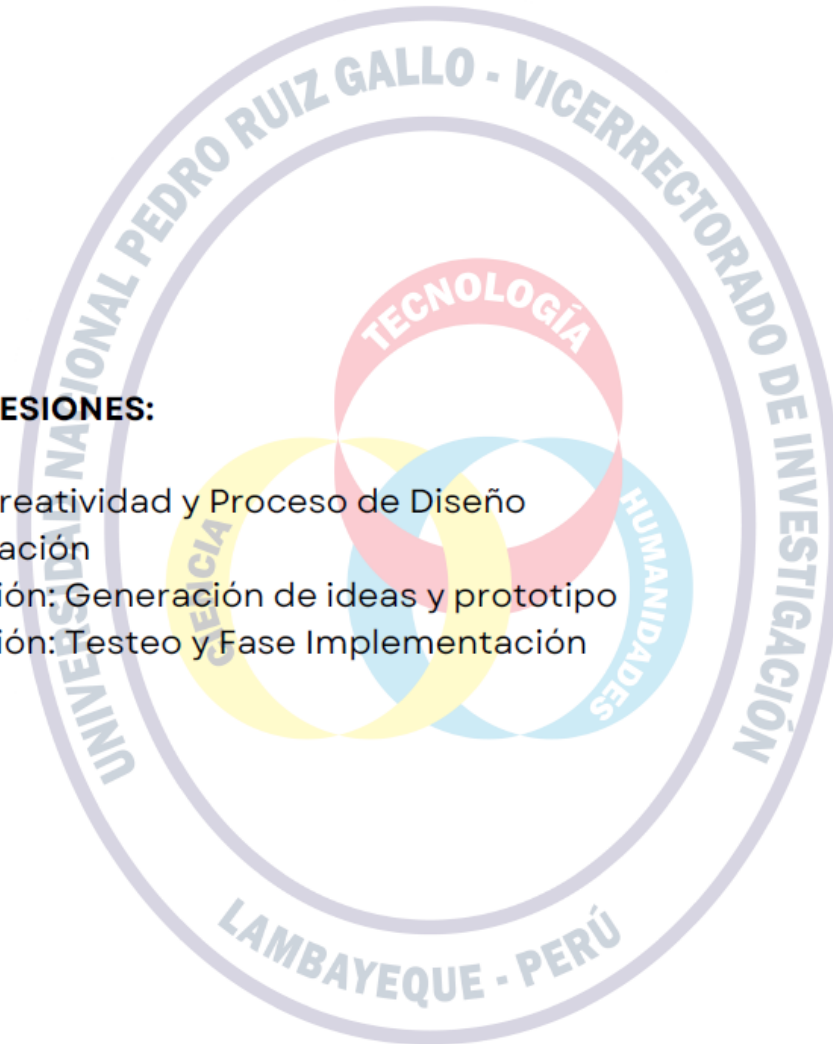 UNIVERSIDAD NACIONAL PEDRO RUIZ GALLO - VICERRECTORADO DE INVESTIGACIÓN
TECNOLOGÍA
ESIONES:
reatividad y Proceso de Diseño
ación
ión: Generación de ideas y prototipo
ión: Testeo y Fase Implementación
CIENCIA
HUMANIDADES
LAMBAYEQUE - PERÚ